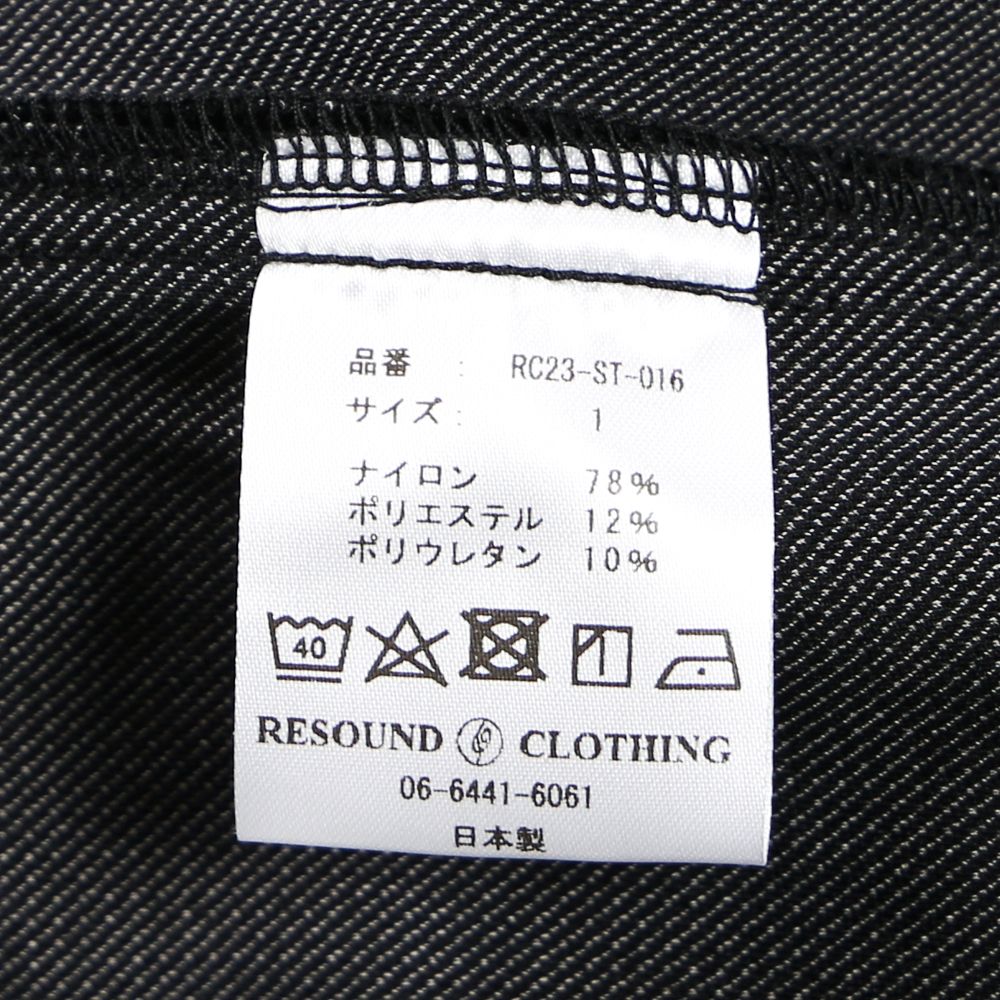 品番 : RC23-ST-016
サイズ : 1
ナイロン 78%
ポリエステル 12%
ポリウレタン 10%
40
RESOUND CLOTHING
06-6441-6061
日本製